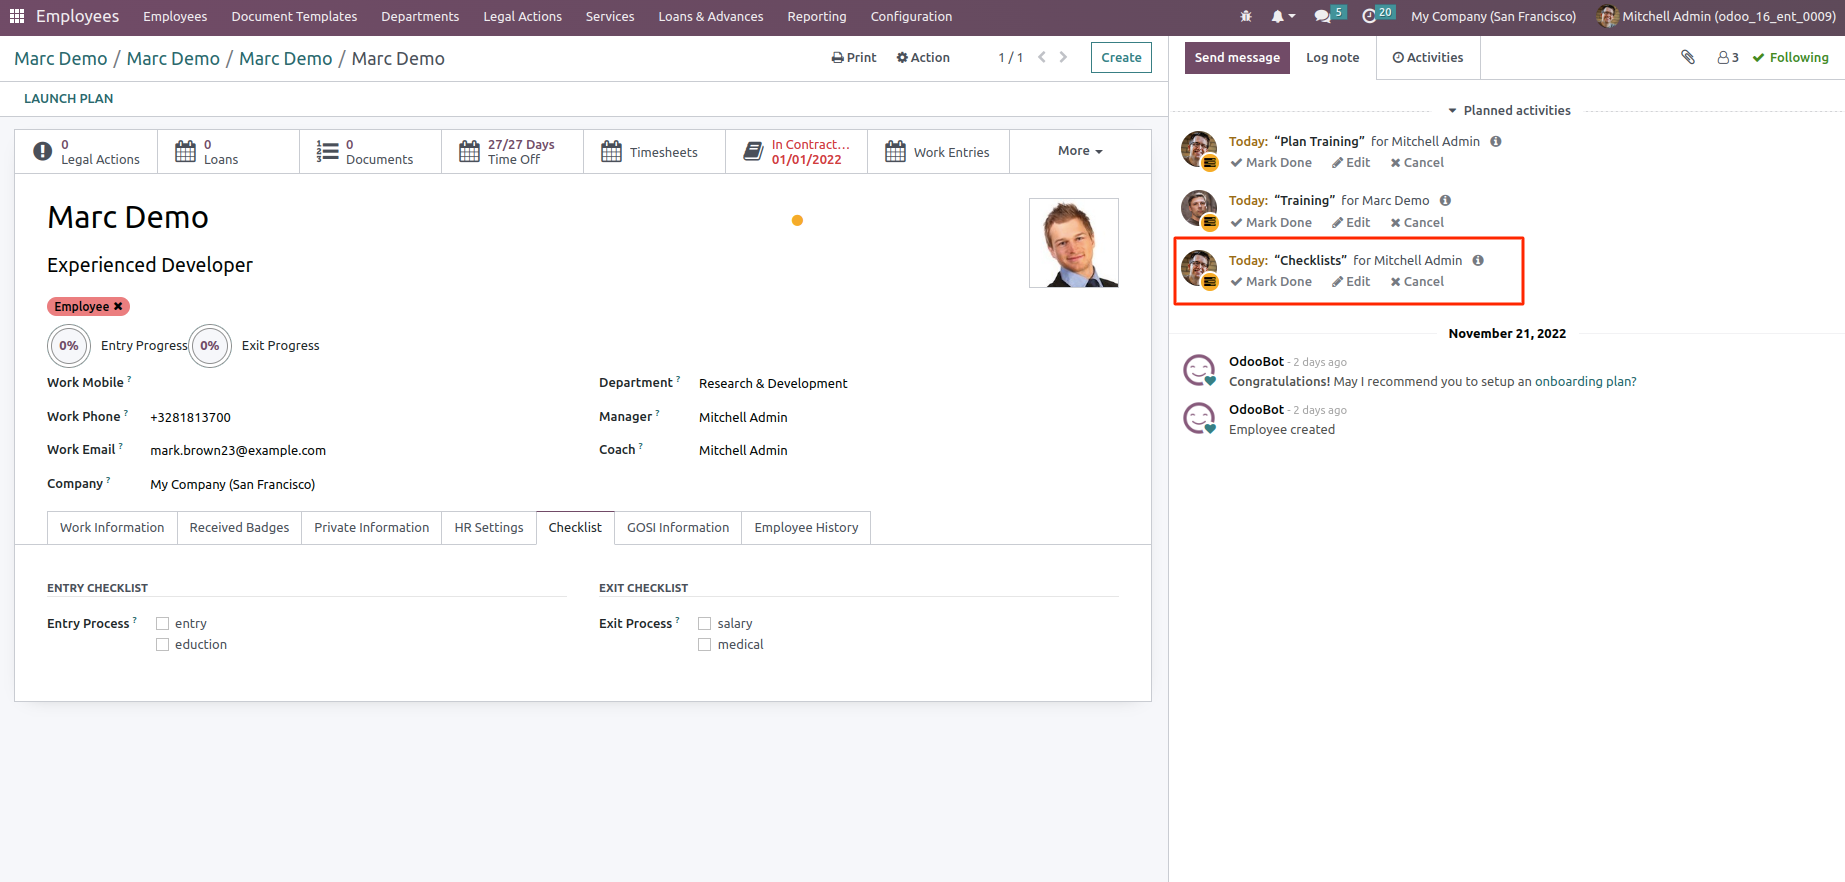 Employees Employees Document Templates Departments Legal Actions Services Loans & Advances Reporting Configuration 5 20 My Company (San Francisco) Mitchell Admin (odoo_16_ent_0009)
Marc Demo / Marc Demo / Marc Demo / Marc Demo Print Action 1 / 1 Create
LAUNCH PLAN
0 Legal Actions
0 Loans
0 Documents
27/27 Days Time Off
Timesheets
In Contract... 01/01/2022
Work Entries
More
Marc Demo
Experienced Developer
Employee ✖
0% Entry Progress 0% Exit Progress
Work Mobile ?
Work Phone ? +3281813700
Work Email ? mark.brown23@example.com
Company ? My Company (San Francisco)
Department ? Research & Development
Manager ? Mitchell Admin
Coach ? Mitchell Admin
Work Information Received Badges Private Information HR Settings Checklist GOSI Information Employee History
ENTRY CHECKLIST
Entry Process ? entry
eduction
EXIT CHECKLIST
Exit Process ? salary
medical
Send message Log note Activities 3 Following
Planned activities
Today: “Plan Training” for Mitchell Admin
Mark Done Edit Cancel
Today: “Training” for Marc Demo
Mark Done Edit Cancel
Today: “Checklists” for Mitchell Admin
Mark Done Edit Cancel
November 21, 2022
OdooBot - 2 days ago
Congratulations! May I recommend you to setup an onboarding plan?
OdooBot - 2 days ago
Employee created